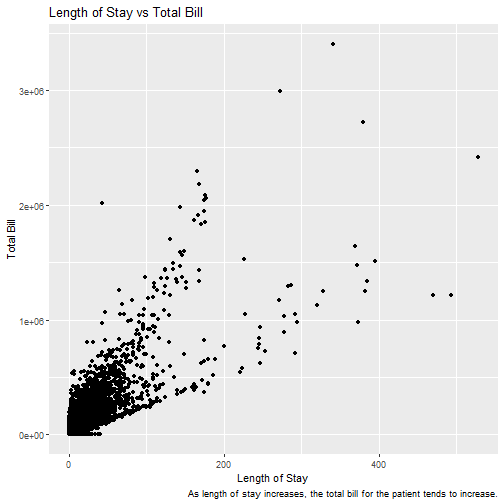 Length of Stay vs Total Bill
3e+06
2e+06
1e+06
0e+00
Total Bill
0
200
400
Length of Stay
As length of stay increases, the total bill for the patient tends to increase.